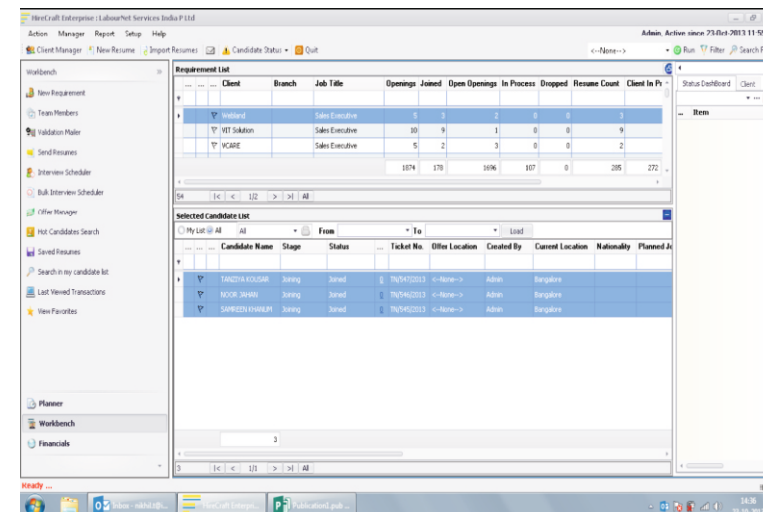 HireCraft Enterprise : LabourNet Services India P Ltd
Action Manager Report Setup Help
Admin, Active since 23-Oct-2013 11:55
Client Manager New Resume Import Resumes Candidate Status Quit <--None--> Run Filter Search
Workbench
New Requirement
Team Members
Validation Mailer
Send Resumes
Interview Scheduler
Bulk Interview Scheduler
Offer Manager
Hot Candidates Search
Saved Resumes
Search in my candidate list
Last Viewed Transactions
View Favorites
Planner
Workbench
Financials
Requirement List
... ... ... Client Branch Job Title Openings Joined Open Openings In Process Dropped Resume Count Client In Pr
Webland Sales Executive 5 3 2 0 0 3
VIT Solution Sales Executive 10 9 1 0 0 9
VCARE Sales Executive 5 2 3 0 0 2
1874 178 1696 107 0 285 272
54 |< < 1/2 > >| All
Selected Candidate List
My List All All From To Load
... ... ... Candidate Name Stage Status ... Ticket No. Offer Location Created By Current Location Nationality Planned Jo
TANZIYA KOUSAR Joining Joined TN/547/2013 <--None--> Admin Bangalore
NOOR JAHAN Joining Joined TN/546/2013 <--None--> Admin Bangalore
SAMREEN KHANUM Joining Joined TN/545/2013 <--None--> Admin Bangalore
3
3 |< < 1/1 > >| All
Status DashBoard Client
... Item
Ready ...
Inbox - nikhil.t@l... HireCraft Enterpri... Publication1.pub ... 14:36